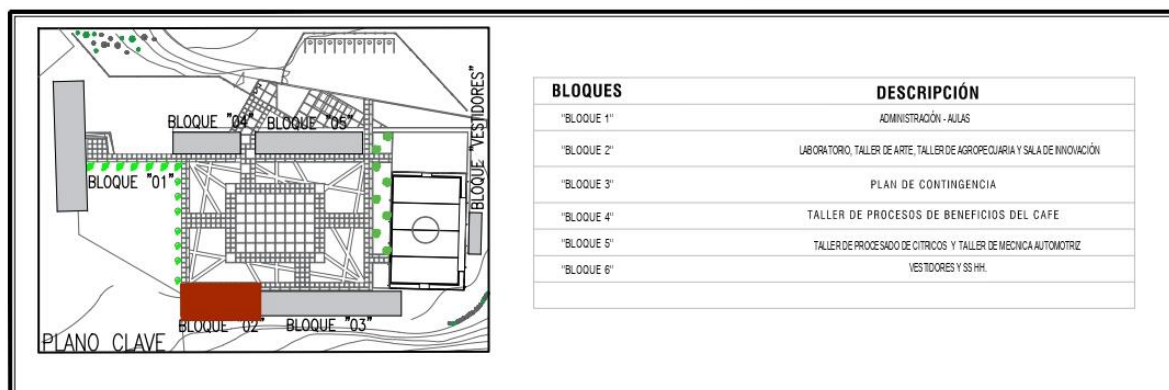 BLOQUE "04" BLOQUE "05"
BLOQUE "VESTIDORES"
BLOQUE "01"
BLOQUE "02" BLOQUE "03"
PLANO CLAVE
BLOQUES DESCRIPCIÓN
"BLOQUE 1" ADMINISTRACIÓN - AULAS
"BLOQUE 2" LABORATORIO, TALLER DE ARTE, TALLER DE AGROPECUARIA Y SALA DE INNOVACIÓN
"BLOQUE 3" PLAN DE CONTINGENCIA
"BLOQUE 4" TALLER DE PROCESOS DE BENEFICIOS DEL CAFE
"BLOQUE 5" TALLER DE PROCESADO DE CITRICOS Y TALLER DE MECNICA AUTOMOTRIZ
"BLOQUE 6" VESTIDORES Y SS HH.